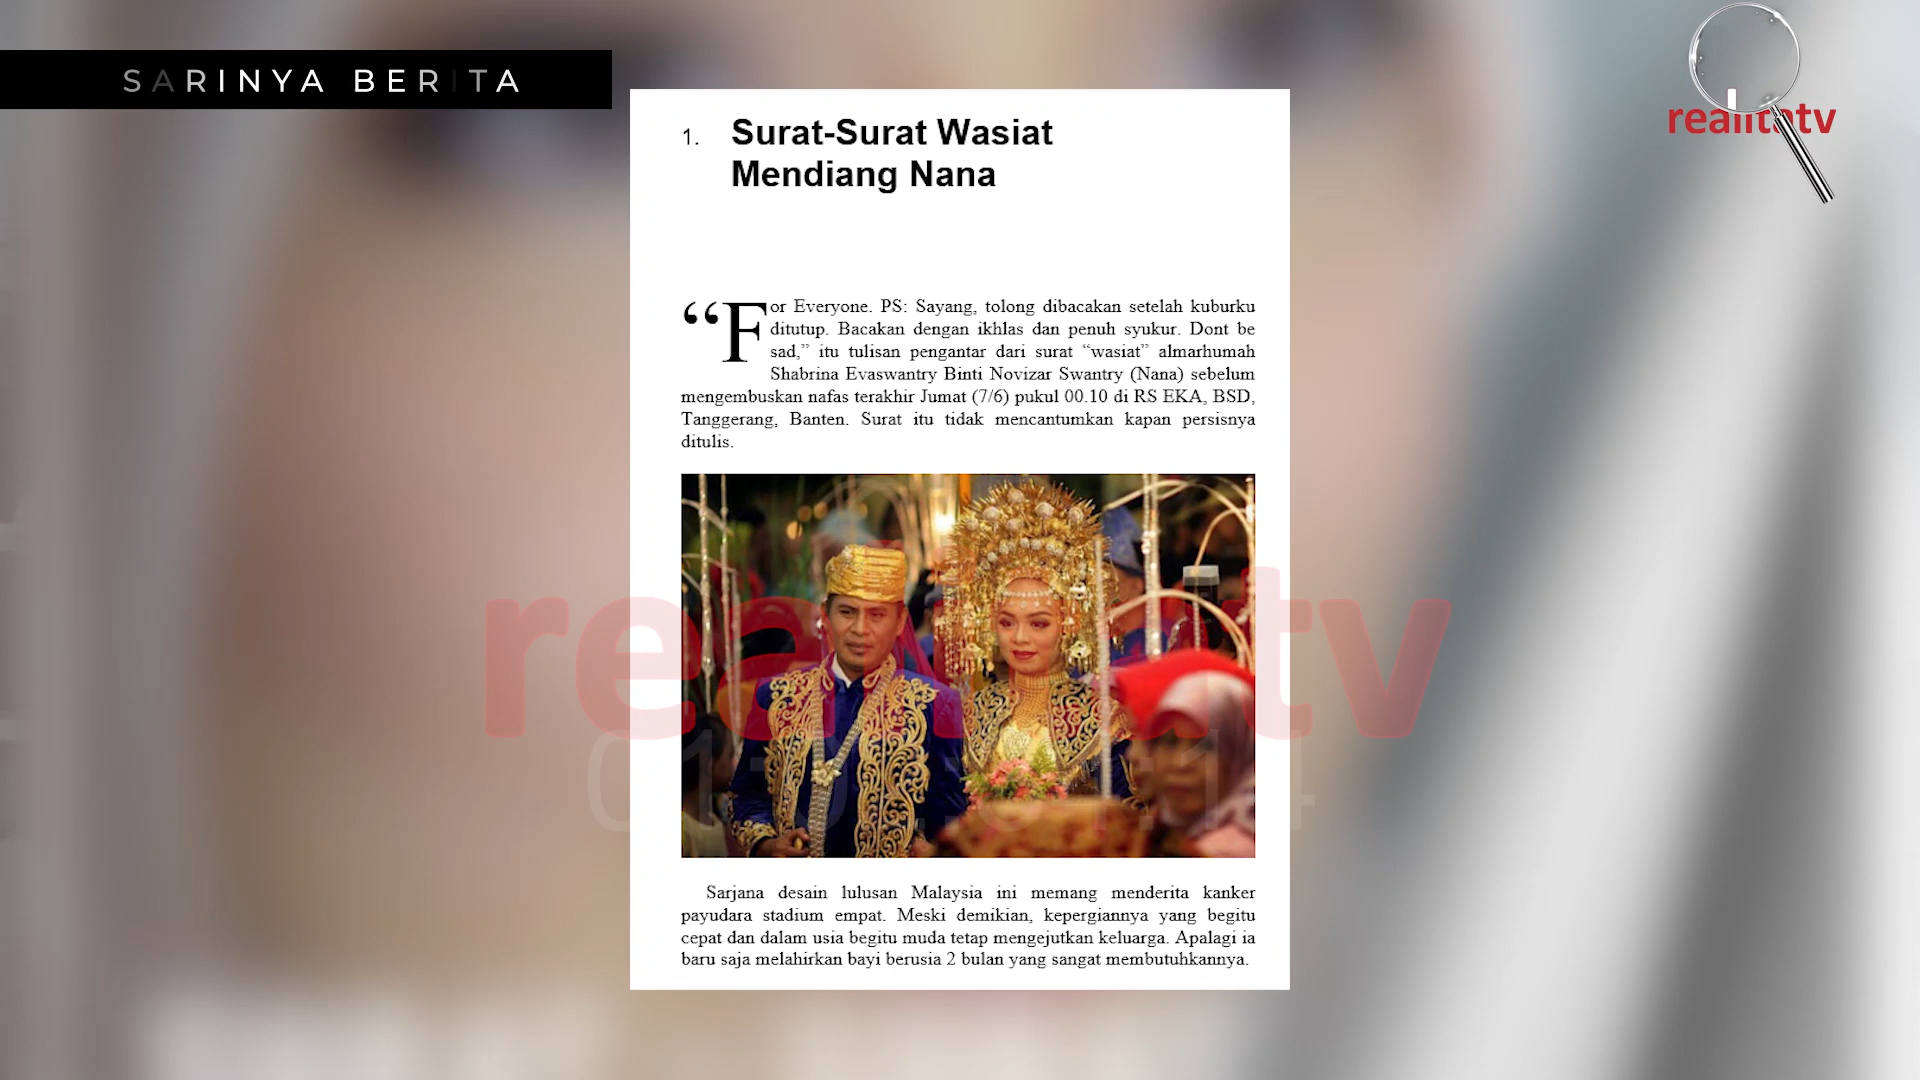 SARINYA BERITA
realitatv
1. Surat-Surat Wasiat
Mendiang Nana
“For Everyone. PS: Sayang, tolong dibacakan setelah kuburku
ditutup. Bacakan dengan ikhlas dan penuh syukur. Dont be
sad,” itu tulisan pengantar dari surat “wasiat” almarhumah
Shabrina Evaswantry Binti Novizar Swantry (Nana) sebelum
mengembuskan nafas terakhir Jumat (7/6) pukul 00.10 di RS EKA, BSD,
Tanggerang, Banten. Surat itu tidak mencantumkan kapan persisnya
ditulis.
realitatv
Sarjana desain lulusan Malaysia ini memang menderita kanker
payudara stadium empat. Meski demikian, kepergiannya yang begitu
cepat dan dalam usia begitu muda tetap mengejutkan keluarga. Apalagi ia
baru saja melahirkan bayi berusia 2 bulan yang sangat membutuhkannya.